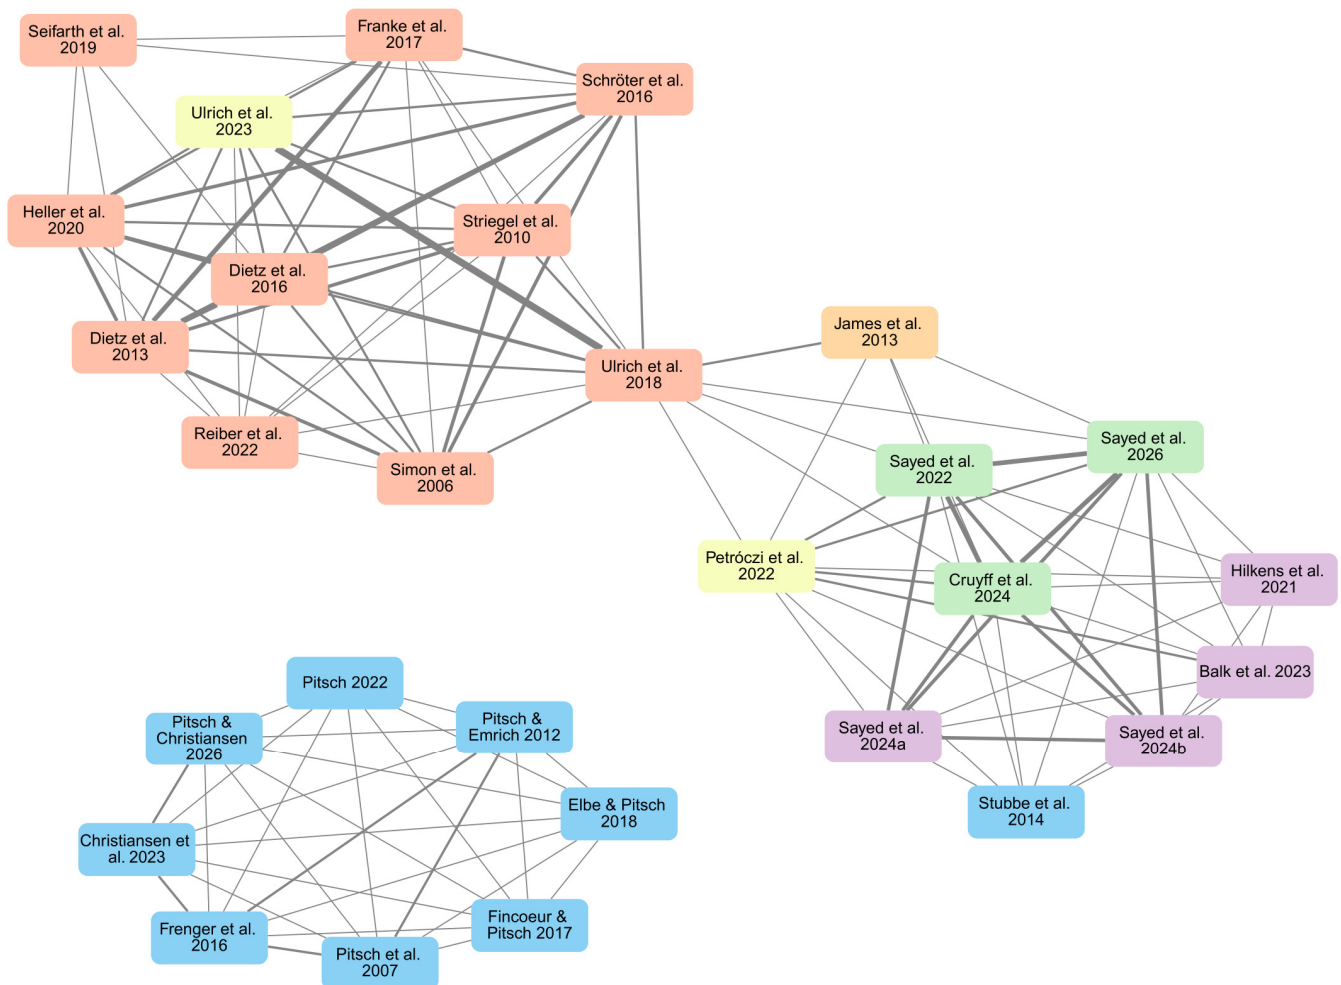 Seifarth et al.
2019
Franke et al.
2017
Schröter et al.
2016
Ulrich et al.
2023
Heller et al.
2020
Striegel et al.
2010
Dietz et al.
2016
Dietz et al.
2013
Ulrich et al.
2018
Reiber et al.
2022
Simon et al.
2006
James et al.
2013
Sayed et al.
2026
Sayed et al.
2022
Petróczi et al.
2022
Cruyff et al.
2024
Hilkens et al.
2021
Balk et al. 2023
Sayed et al.
2024a
Sayed et al.
2024b
Stubbe et al.
2014
Pitsch 2022
Pitsch &
Christiansen
2026
Pitsch &
Emrich 2012
Elbe & Pitsch
2018
Christiansen et
al. 2023
Frenger et al.
2016
Fincoeur &
Pitsch 2017
Pitsch et al.
2007